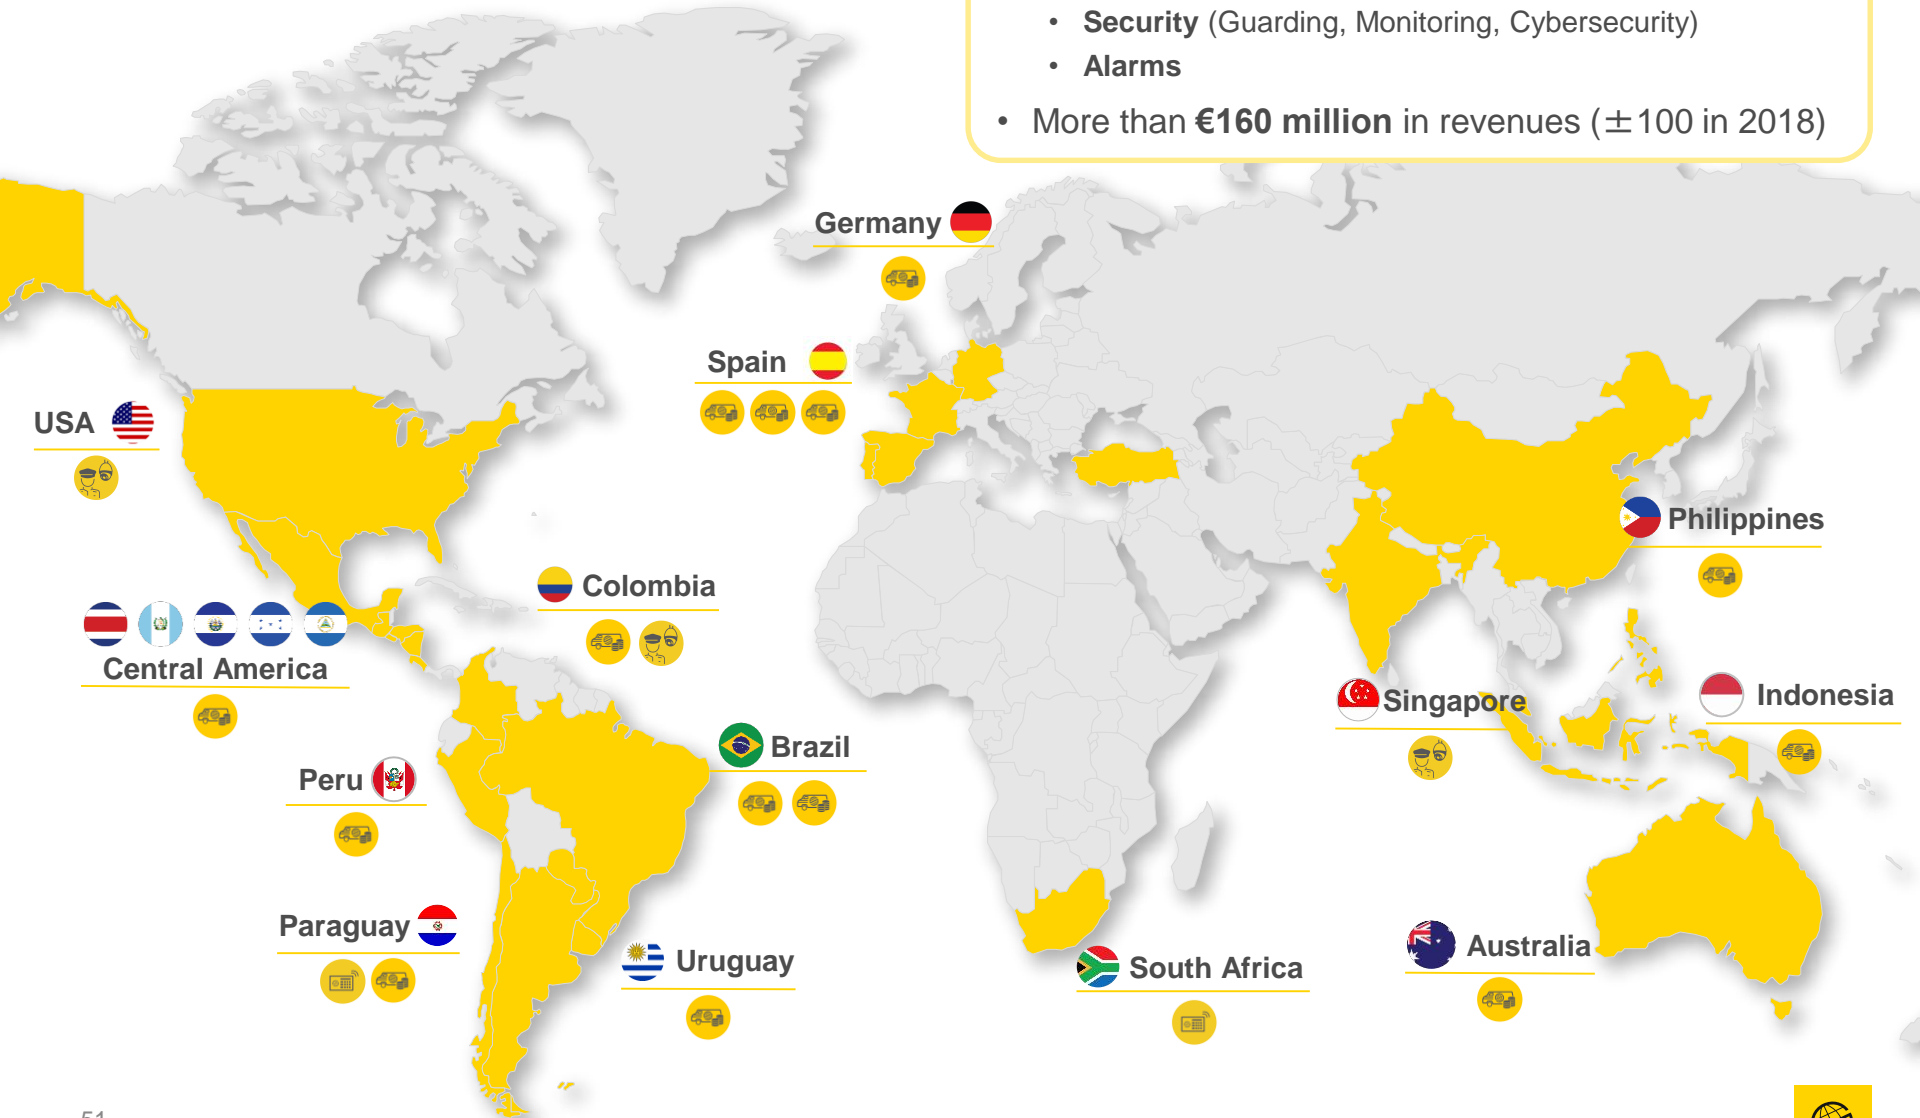 • Security (Guarding, Monitoring, Cybersecurity)
• Alarms
• More than €160 million in revenues (±100 in 2018)
Germany
Spain
USA
Philippines
Colombia
Central America
Singapore
Indonesia
Brazil
Peru
Paraguay
Uruguay
South Africa
Australia
51